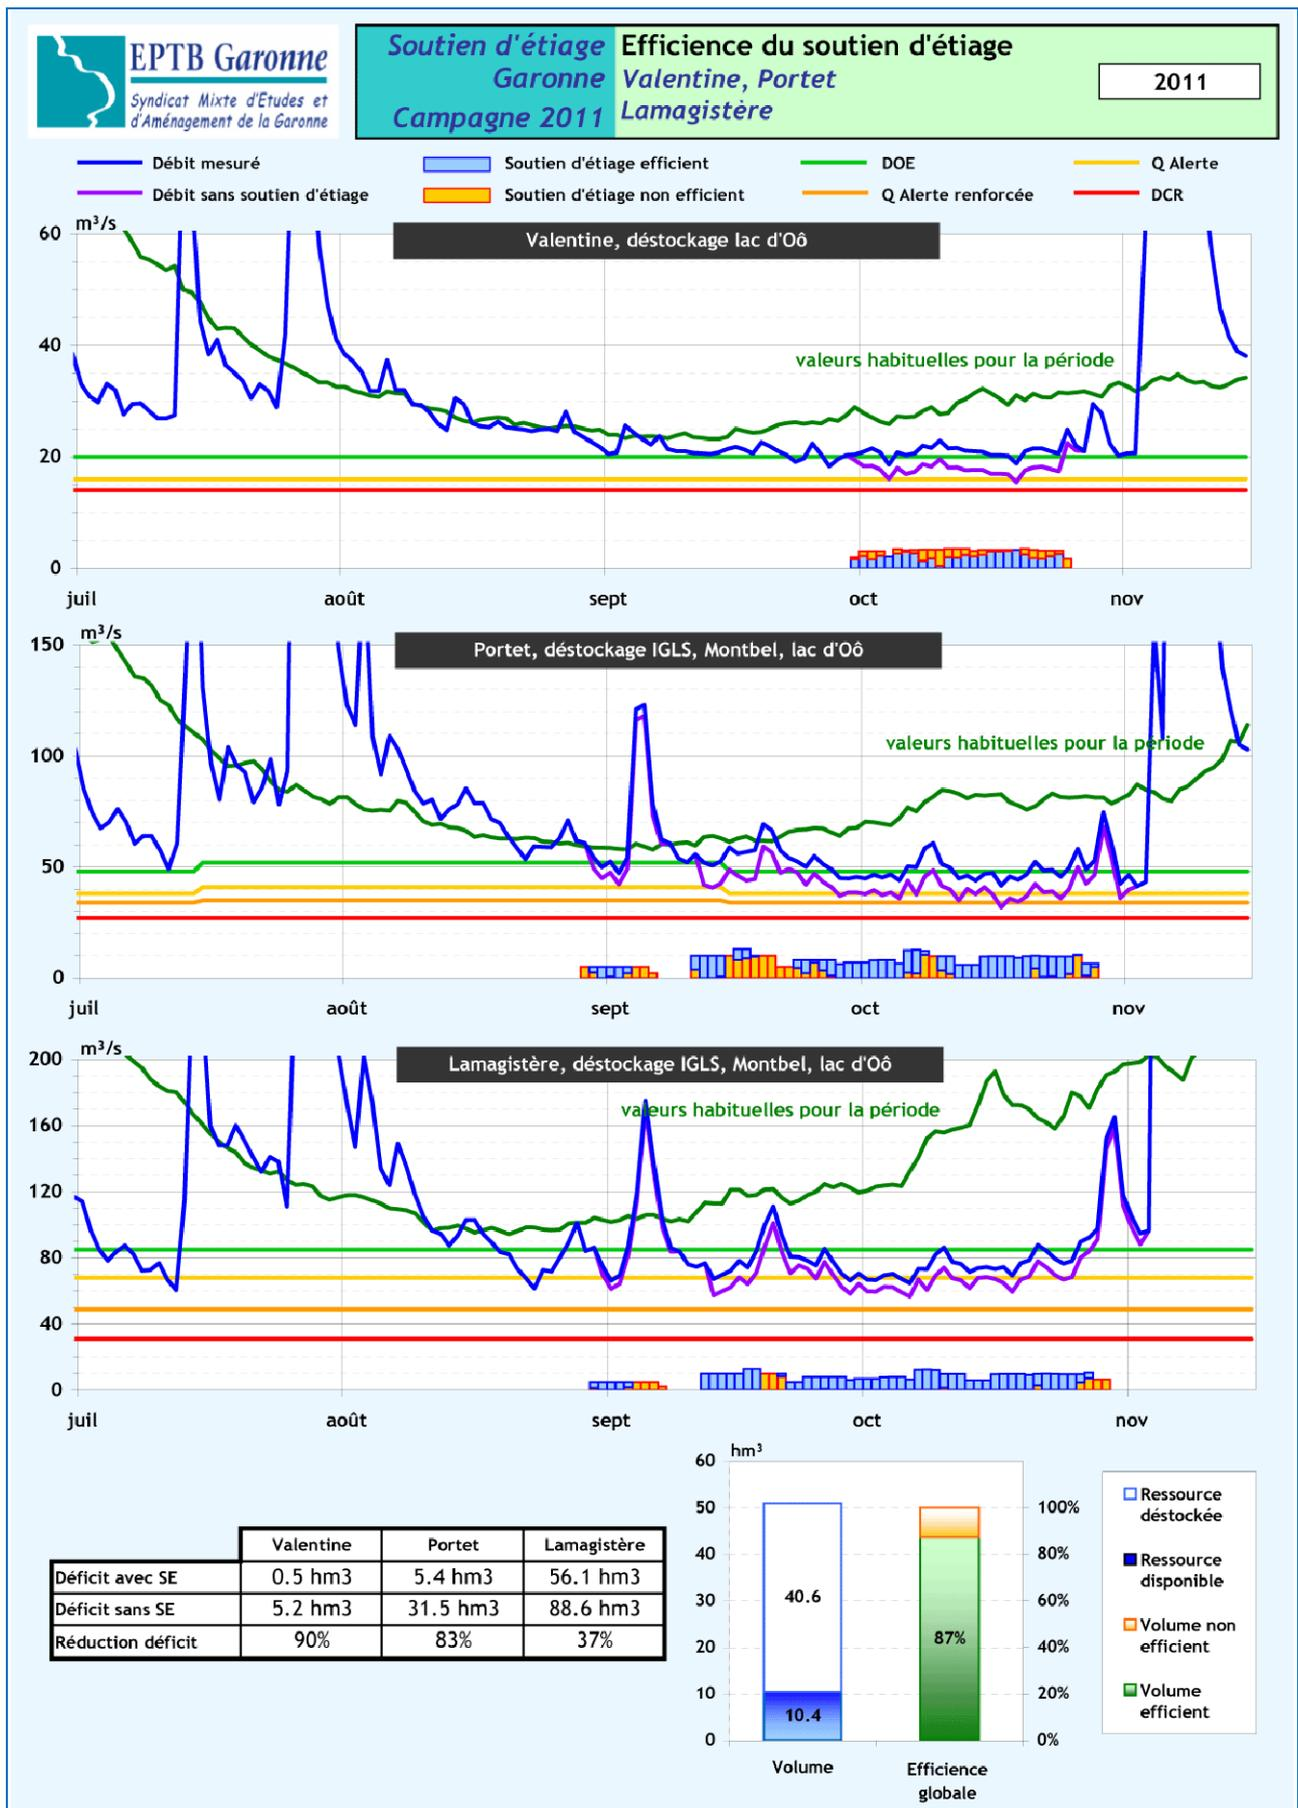 EPTB Garonne
Syndicat Mixte d'Etudes et
d'Aménagement de la Garonne
Soutien d'étiage
Garonne
Campagne 2011
Efficience du soutien d'étiage
Valentine, Portet
Lamagistère
2011
Débit mesuré
Soutien d'étiage efficient
DOE
Q Alerte
Débit sans soutien d'étiage
Soutien d'étiage non efficient
Q Alerte renforcée
DCR
m³/s
Valentine, déstockage lac d'Oô
60
40
20
0
valeurs habituelles pour la période
juil août sept oct nov
m³/s
Portet, déstockage IGLS, Montbel, lac d'Oô
150
100
50
0
valeurs habituelles pour la période
juil août sept oct nov
m³/s
Lamagistère, déstockage IGLS, Montbel, lac d'Oô
200
160
120
80
40
0
valeurs habituelles pour la période
juil août sept oct nov
Valentine Portet Lamagistère
Déficit avec SE 0.5 hm3 5.4 hm3 56.1 hm3
Déficit sans SE 5.2 hm3 31.5 hm3 88.6 hm3
Réduction déficit 90% 83% 37%
hm³
60
50
40
30
20
10
0
40.6
10.4
87%
100%
80%
60%
40%
20%
0%
Volume
Efficience
globale
Ressource
déstockée
Ressource
disponible
Volume non
efficient
Volume
efficient